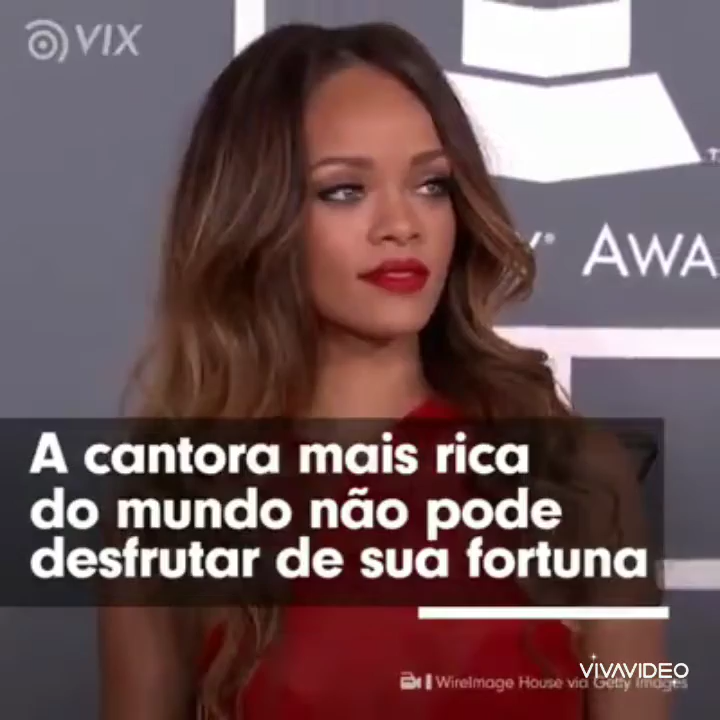 VIX
AWA
A cantora mais rica
do mundo não pode
desfrutar de sua fortuna
VIVAVIDEO
WireImage House via Getty Images